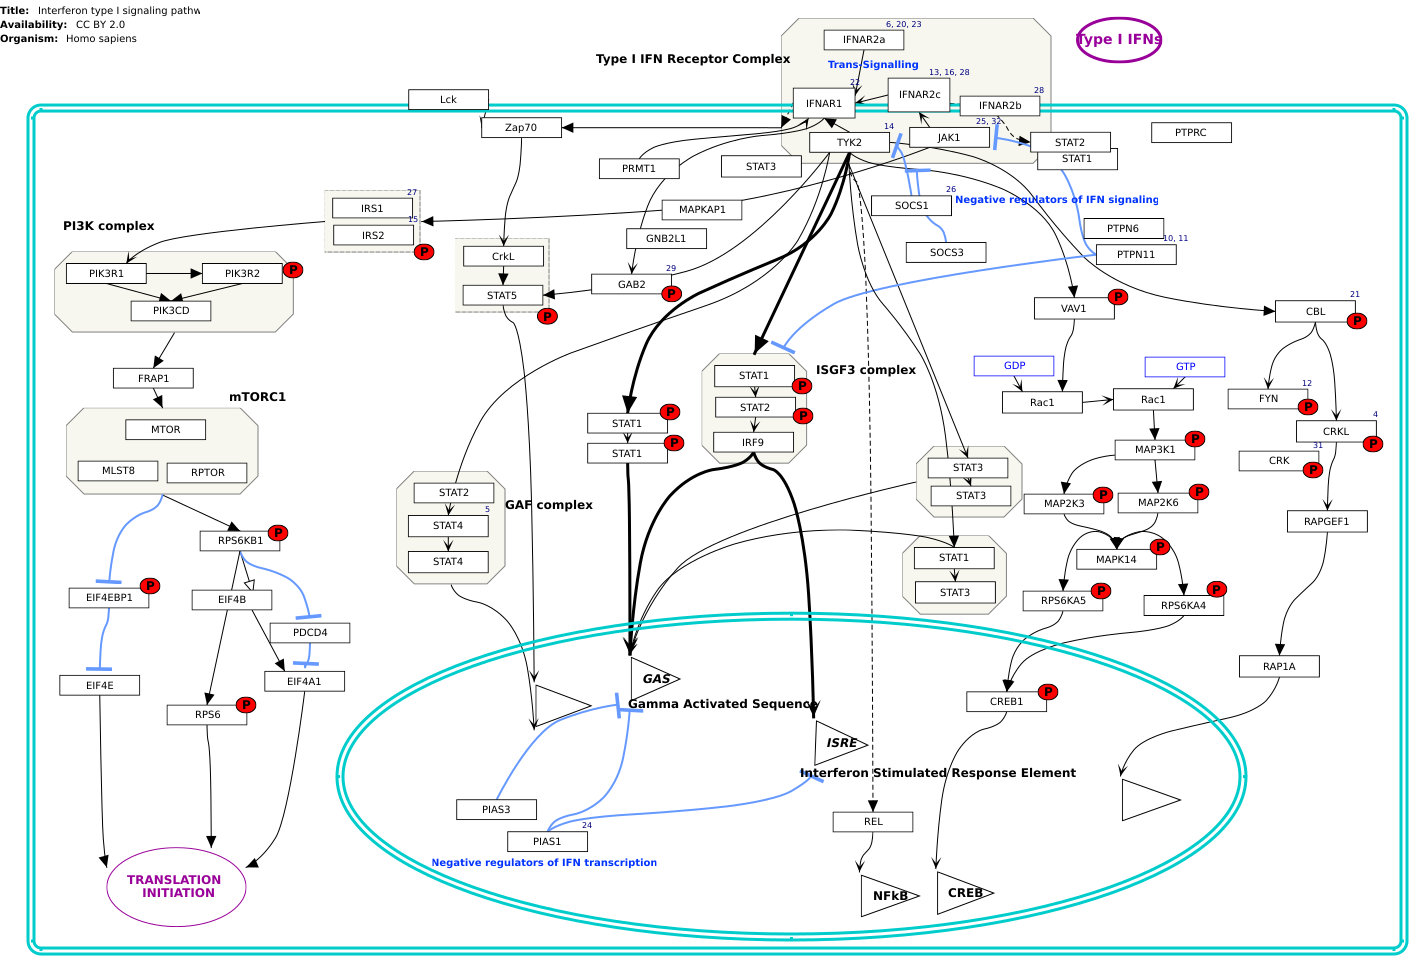 Title: Interferon type I signaling pathw
Availability: CC BY 2.0
Organism: Homo sapiens
Type I IFNs
6, 20, 23
IFNAR2a
Type I IFN Receptor Complex
Trans-Signalling
22
13, 16, 28
28
Lck
IFNAR1
IFNAR2c
IFNAR2b
Zap70
14
25, 32
TYK2
JAK1
STAT2
STAT1
PTPRC
PRMT1
STAT3
27
IRS1
15
IRS2
P
MAPKAP1
26
SOCS1
Negative regulators of IFN signaling
PI3K complex
GNB2L1
SOCS3
PTPN6
10, 11
PTPN11
PIK3R1
PIK3R2
P
PIK3CD
CrkL
STAT5
P
29
GAB2
P
VAV1
P
21
CBL
P
FRAP1
mTORC1
MTOR
MLST8
RPTOR
ISGF3 complex
STAT1
P
STAT2
P
IRF9
STAT1
P
STAT1
P
GDP
GTP
Rac1
Rac1
12
FYN
P
4
CRKL
P
31
CRK
P
MAP3K1
P
STAT3
STAT3
MAP2K3
P
MAP2K6
P
RAPGEF1
GAF complex
STAT2
5
STAT4
STAT4
RPS6KB1
P
STAT1
STAT3
MAPK14
P
EIF4EBP1
P
EIF4B
RPS6KA5
P
RPS6KA4
P
PDCD4
EIF4E
EIF4A1
RAP1A
RPS6
P
GAS
Gamma Activated Sequence
CREB1
P
ISRE
Interferon Stimulated Response Element
PIAS3
24
PIAS1
Negative regulators of IFN transcription
REL
TRANSLATION
INITIATION
NFkB
CREB